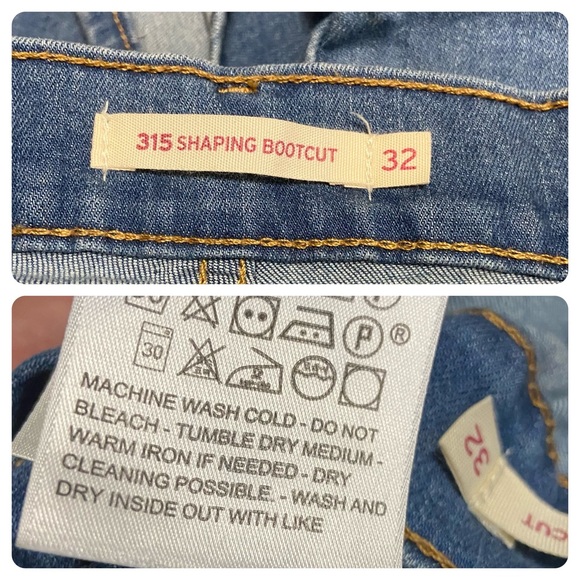 315 SHAPING BOOTCUT 32
P ®
30
MACHINE WASH COLD - DO NOT
BLEACH - TUMBLE DRY MEDIUM -
WARM IRON IF NEEDED - DRY
CLEANING POSSIBLE. - WASH AND
DRY INSIDE OUT WITH LIKE
32
CUT